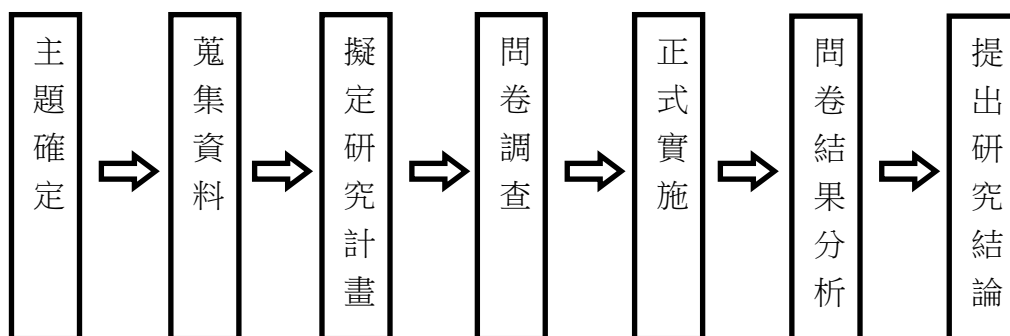 主題確定
蒐集資料
擬定研究計畫
問卷調查
正式實施
問卷結果分析
提出研究結論